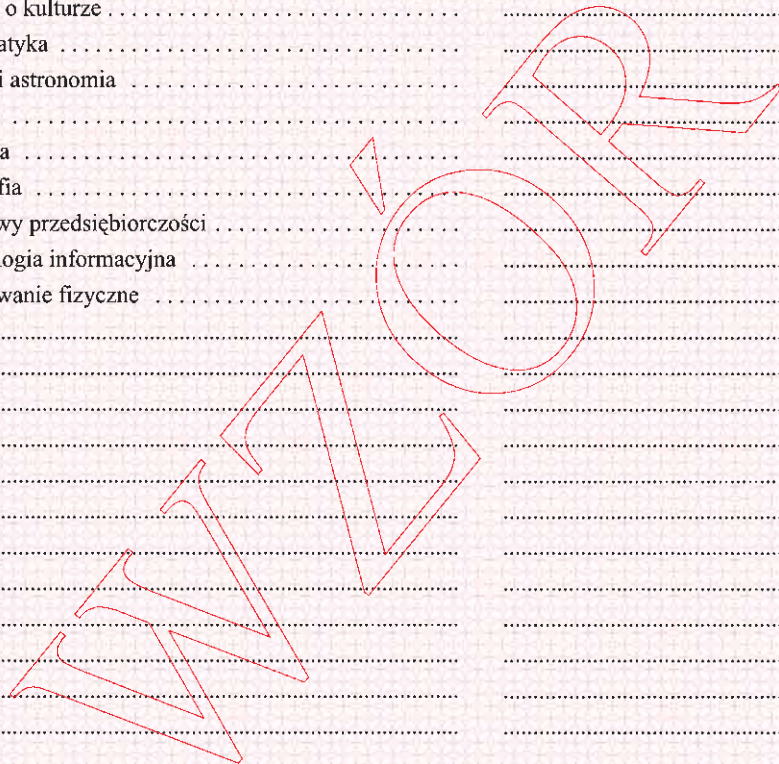 o kulturze ........................................ ........................................
atyka ........................................ ........................................
i astronomia ........................................ ........................................
........................................ ........................................
a ........................................ ........................................
fia ........................................ ........................................
wy przedsiębiorczości ........................................ ........................................
logia informacyjna ........................................ ........................................
wanie fizyczne ........................................ ........................................
WZÓR